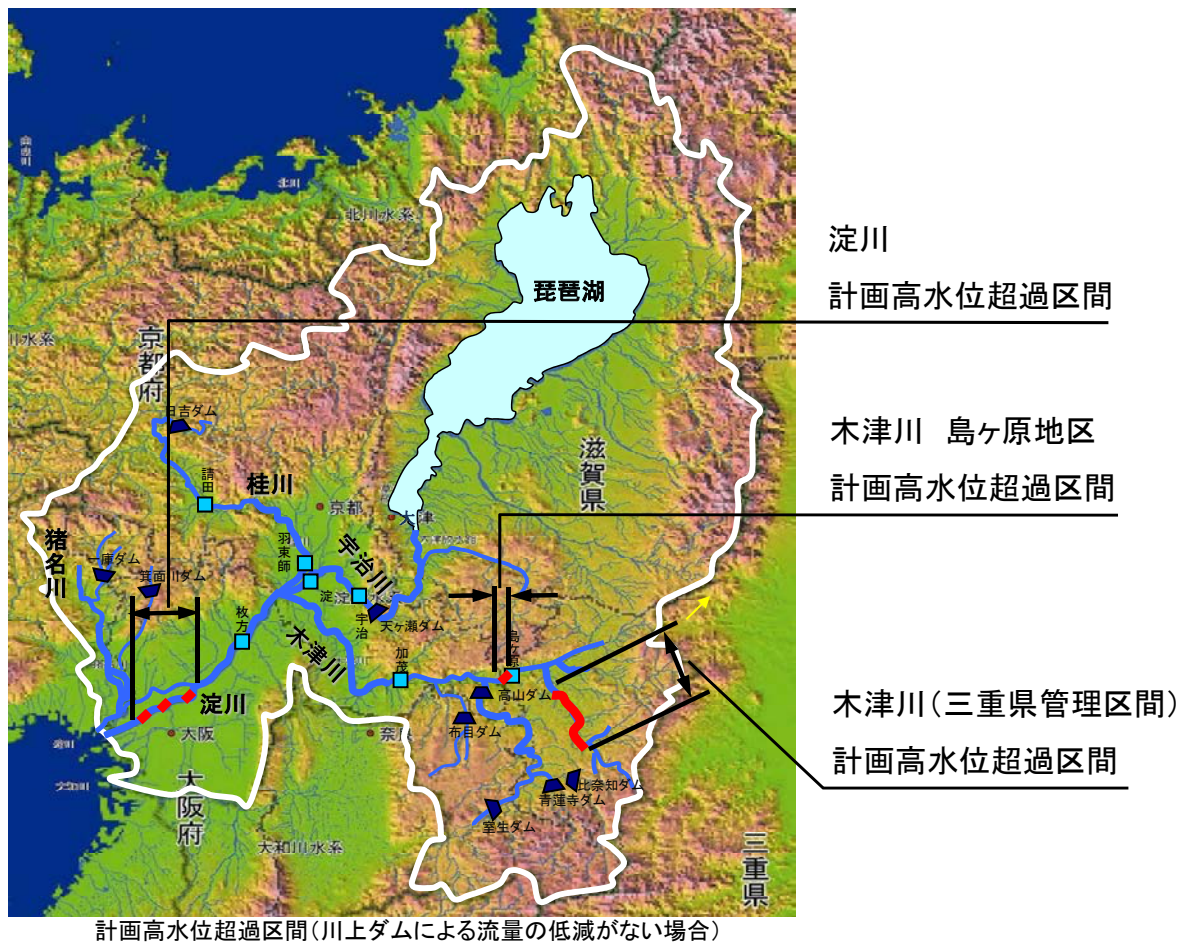 淀川
計画高水位超過区間
木津川 島ヶ原地区
計画高水位超過区間
木津川(三重県管理区間)
計画高水位超過区間
北川
北川水系
琵琶湖
川水系
京都府
日吉ダム
滋賀県
請田
桂川
京都
大津
羽束師
宇治川
猪名川
一庫ダム
箕面川ダム
淀
宇治
天ヶ瀬ダム
枚方
木津川
加茂
島ヶ原
高山ダム
淀川
布目ダム
大阪
奈良
大阪府
比奈知ダム
青蓮寺ダム
室生ダム
大和川水系
三重県
計画高水位超過区間(川上ダムによる流量の低減がない場合)